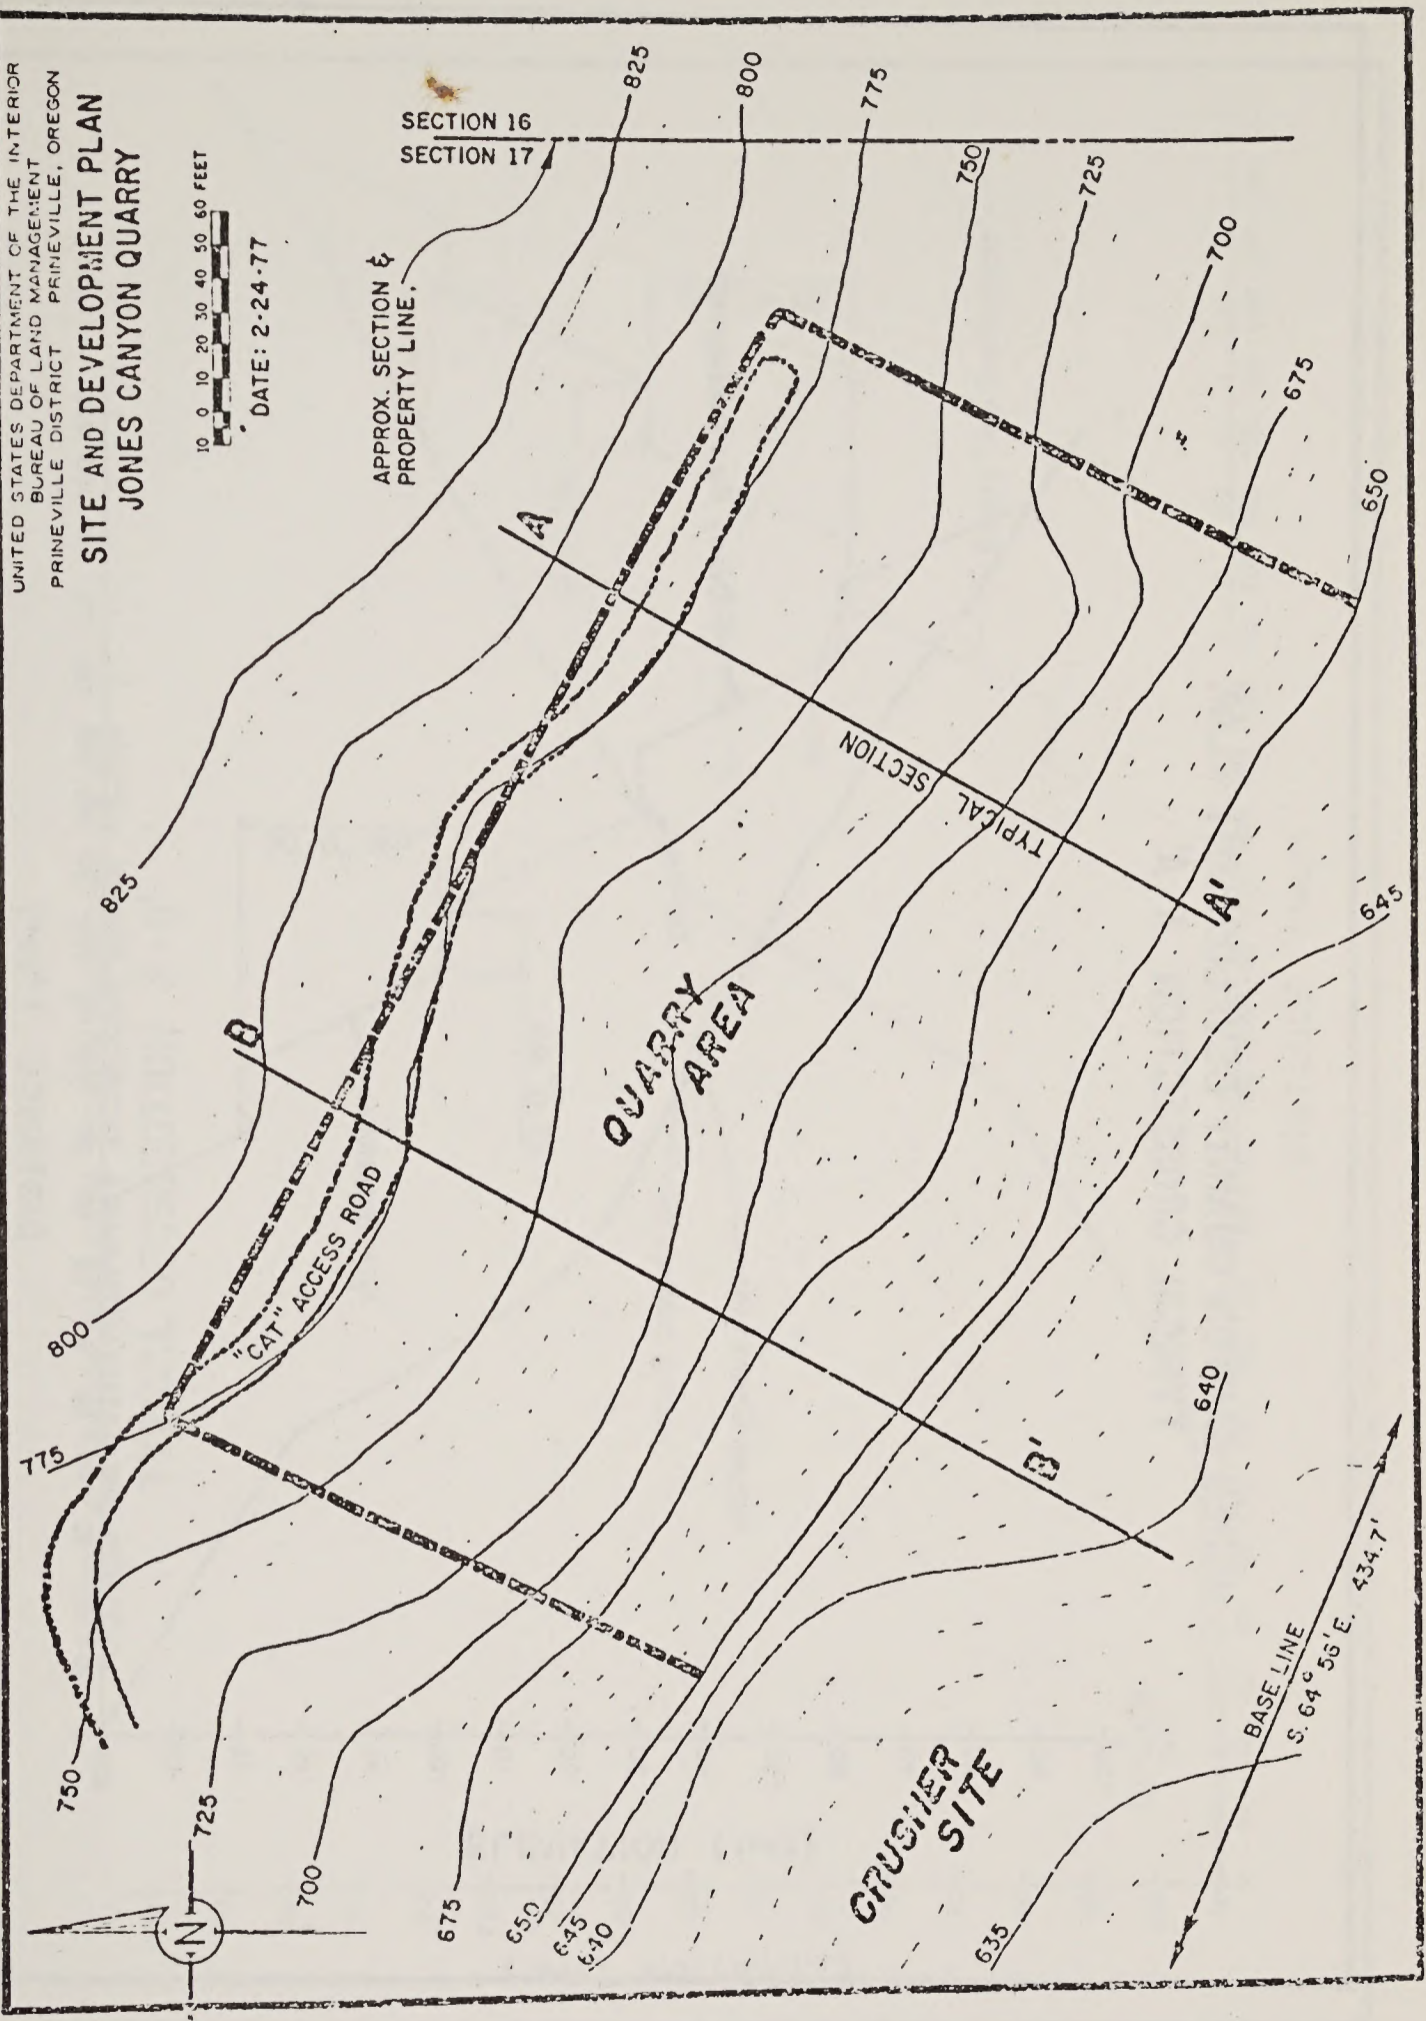 UNITED STATES DEPARTMENT OF THE INTERIOR
BUREAU OF LAND MANAGEMENT
PRINEVILLE DISTRICT PRINEVILLE, OREGON
SITE AND DEVELOPMENT PLAN
JONES CANYON QUARRY
10 0 10 20 30 40 50 60 FEET
DATE: 2-24-77
SECTION 16
SECTION 17
APPROX. SECTION &
PROPERTY LINE.
825
800
775
750
725
700
675
650
645
640
825
800
775
750
725
700
675
650
645
640
635
A
A'
TYPICAL SECTION
B
B'
"CAT" ACCESS ROAD
QUARRY
AREA
CRUSHER
SITE
BASELINE
S. 64° 56' E. 434.7'
N